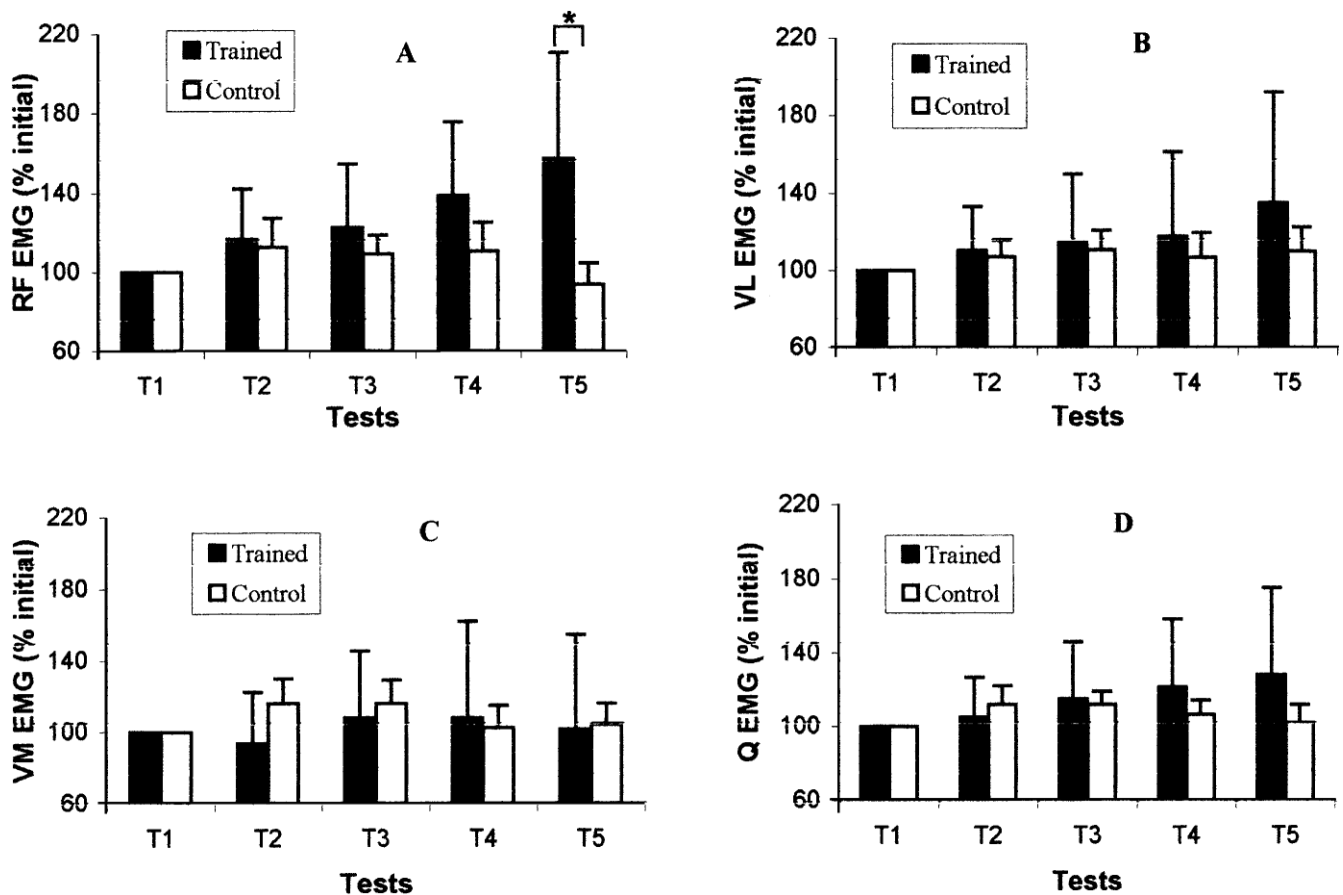 A
*
Trained
Control
RF EMG (% initial)
220
180
140
100
60
T1 T2 T3 T4 T5
Tests
B
Trained
Control
VL EMG (% initial)
220
180
140
100
60
T1 T2 T3 T4 T5
Tests
C
Trained
Control
VM EMG (% initial)
220
180
140
100
60
T1 T2 T3 T4 T5
Tests
D
Trained
Control
Q EMG (% initial)
220
180
140
100
60
T1 T2 T3 T4 T5
Tests